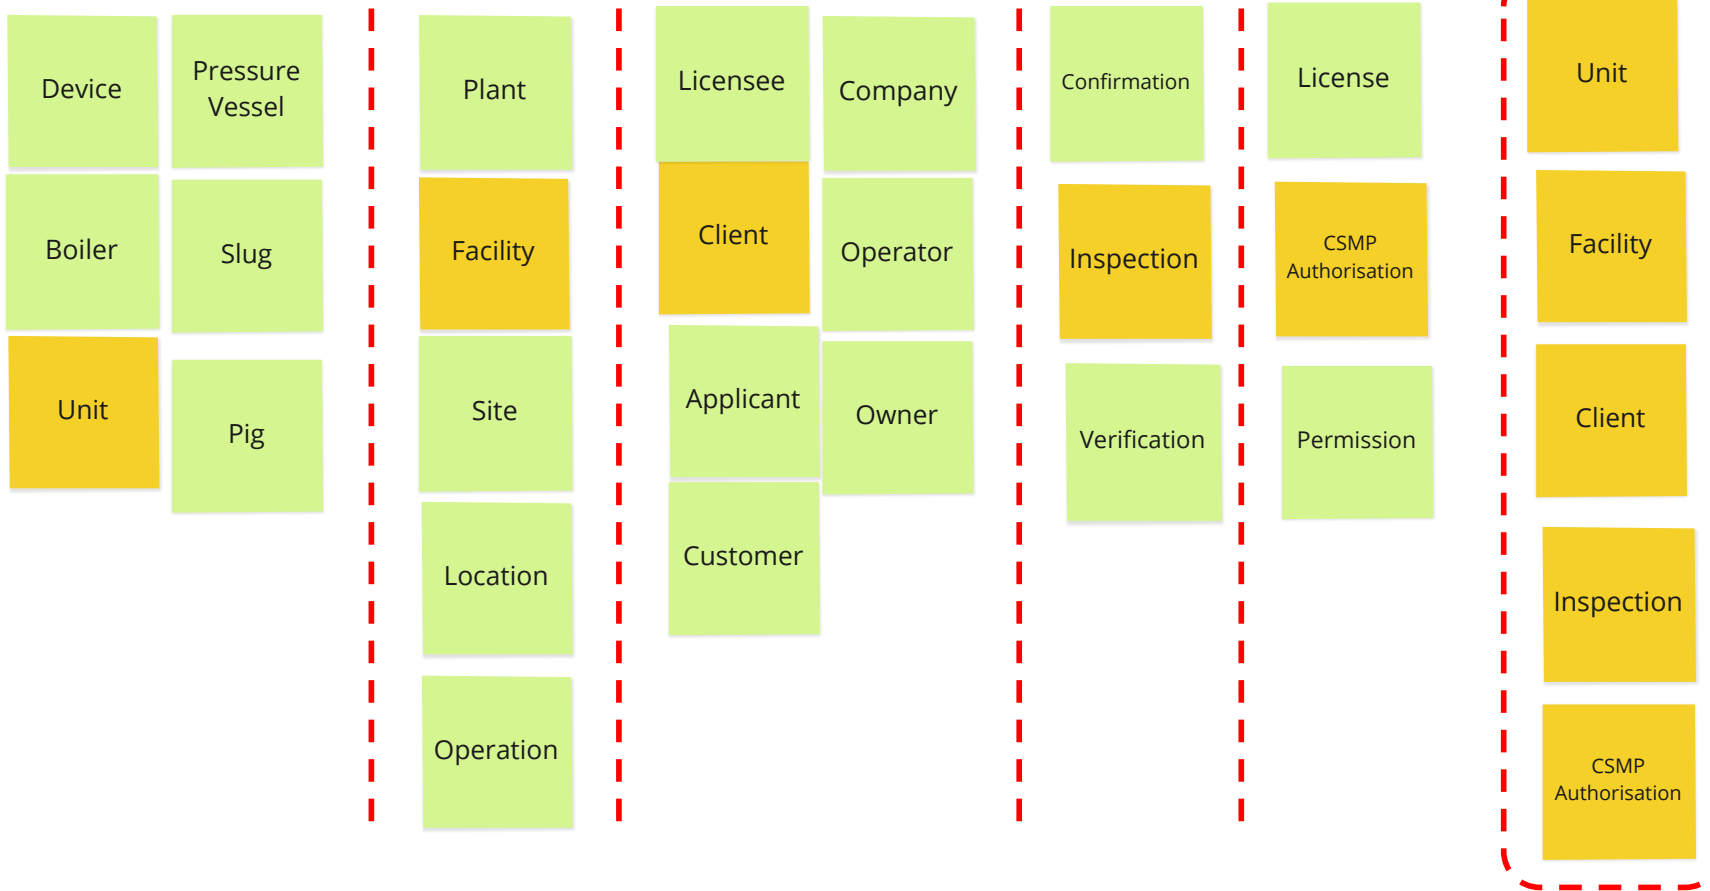 Device
Pressure
Vessel
Boiler
Slug
Unit
Pig
Plant
Facility
Site
Location
Operation
Licensee
Company
Client
Operator
Applicant
Owner
Customer
Confirmation
Inspection
Verification
License
CSMP
Authorisation
Permission
Unit
Facility
Client
Inspection
CSMP
Authorisation